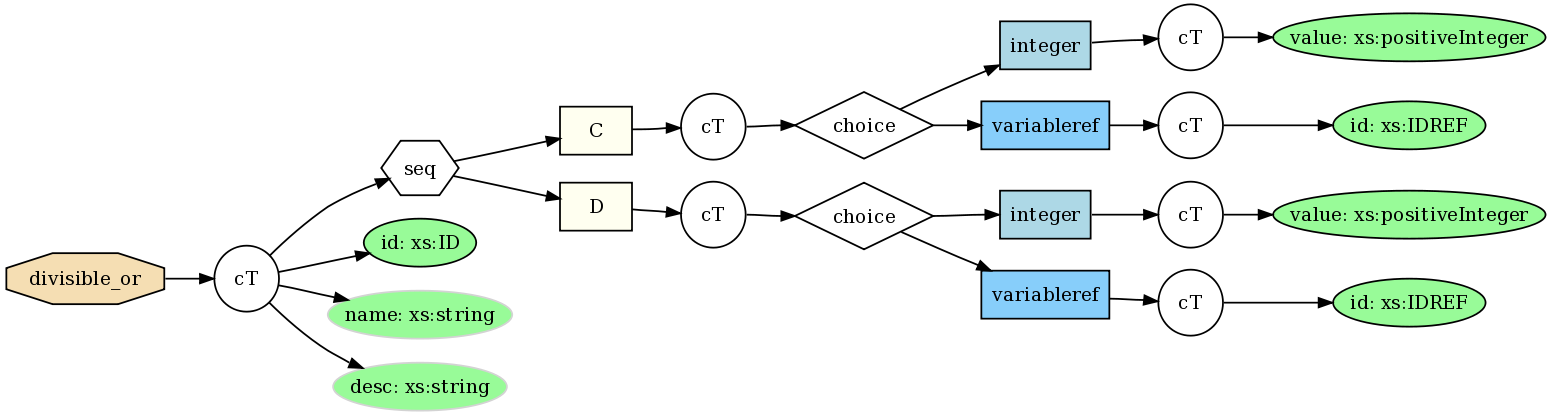 divisible_or
cT
seq
id: xs:ID
name: xs:string
desc: xs:string
C
cT
choice
integer
cT
value: xs:positiveInteger
variableref
cT
id: xs:IDREF
D
cT
choice
integer
cT
value: xs:positiveInteger
variableref
cT
id: xs:IDREF